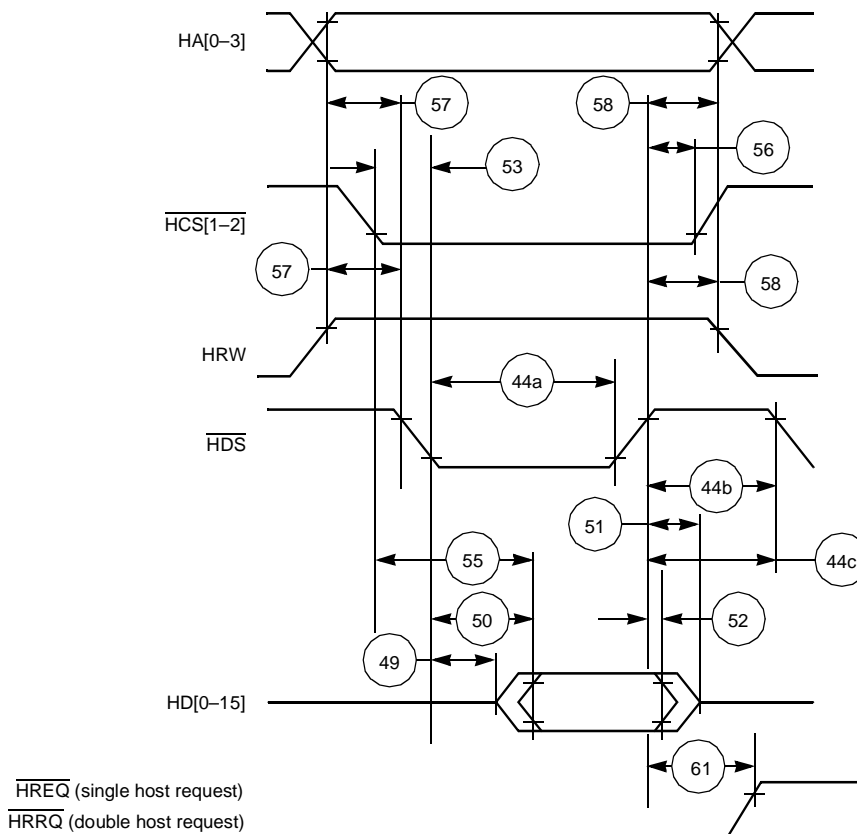 HA[0–3]
57
58
56
53
HCS[1–2]
57
58
HRW
44a
HDS
44b
51
55
44c
50
52
49
HD[0–15]
61
HREQ (single host request)
HRRQ (double host request)